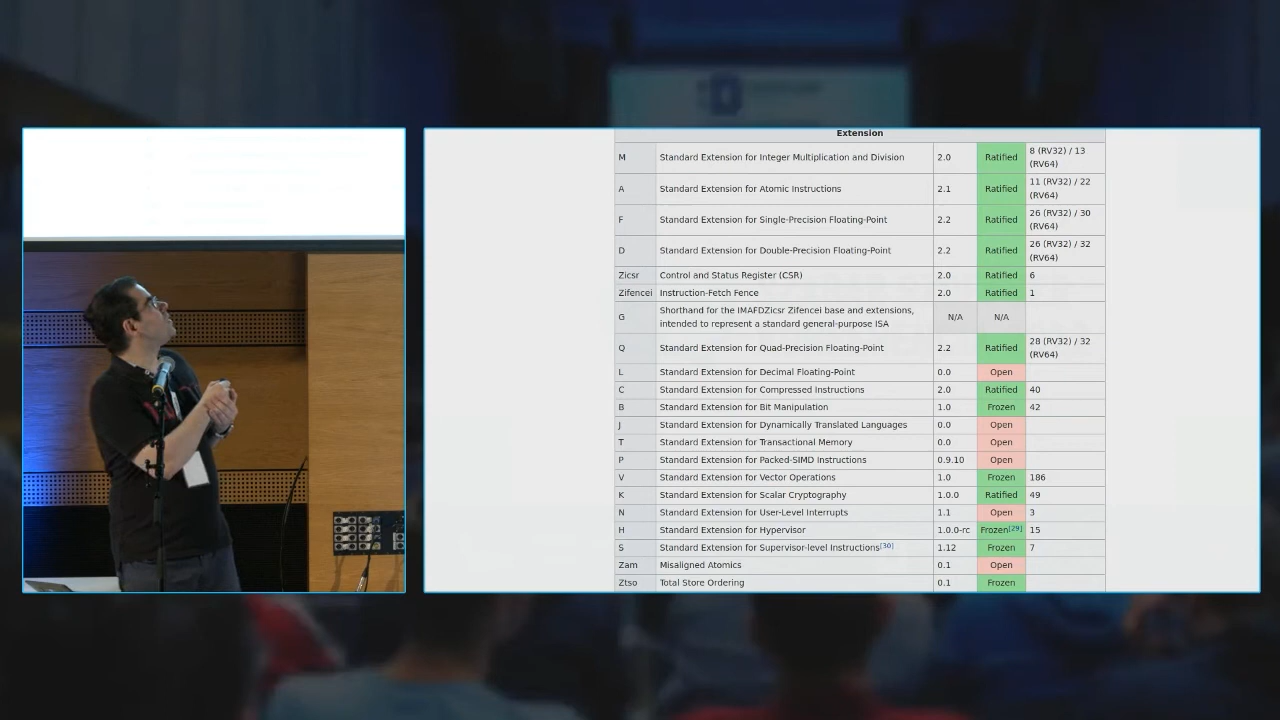 Extension
M Standard Extension for Integer Multiplication and Division 2.0 Ratified 8 (RV32) / 13 (RV64)
A Standard Extension for Atomic Instructions 2.1 Ratified 11 (RV32) / 22 (RV64)
F Standard Extension for Single-Precision Floating-Point 2.2 Ratified 26 (RV32) / 30 (RV64)
D Standard Extension for Double-Precision Floating-Point 2.2 Ratified 26 (RV32) / 32 (RV64)
Zicsr Control and Status Register (CSR) 2.0 Ratified 6
Zifencei Instruction-Fetch Fence 2.0 Ratified 1
G Shorthand for the IMAFDZicsr Zifencei base and extensions, intended to represent a standard general-purpose ISA N/A N/A
Q Standard Extension for Quad-Precision Floating-Point 2.2 Ratified 28 (RV32) / 32 (RV64)
L Standard Extension for Decimal Floating-Point 0.0 Open
C Standard Extension for Compressed Instructions 2.0 Ratified 40
B Standard Extension for Bit Manipulation 1.0 Frozen 42
J Standard Extension for Dynamically Translated Languages 0.0 Open
T Standard Extension for Transactional Memory 0.0 Open
P Standard Extension for Packed-SIMD Instructions 0.9.10 Open
V Standard Extension for Vector Operations 1.0 Frozen 186
K Standard Extension for Scalar Cryptography 1.0.0 Ratified 49
N Standard Extension for User-Level Interrupts 1.1 Open 3
H Standard Extension for Hypervisor 1.0.0-rc Frozen[29] 15
S Standard Extension for Supervisor-level Instructions[30] 1.12 Frozen 7
Zam Misaligned Atomics 0.1 Open
Ztso Total Store Ordering 0.1 Frozen